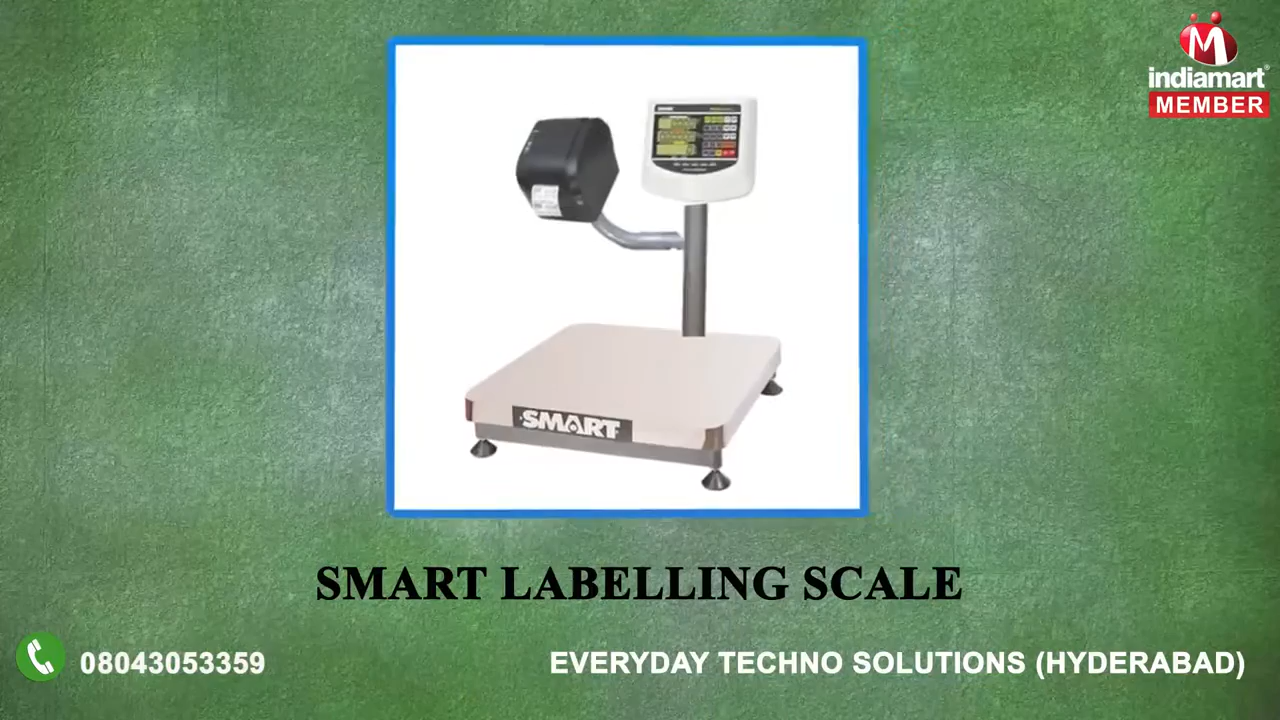 M
indiamart
MEMBER
SMART
SMART LABELLING SCALE
08043053359
EVERYDAY TECHNO SOLUTIONS (HYDERABAD)